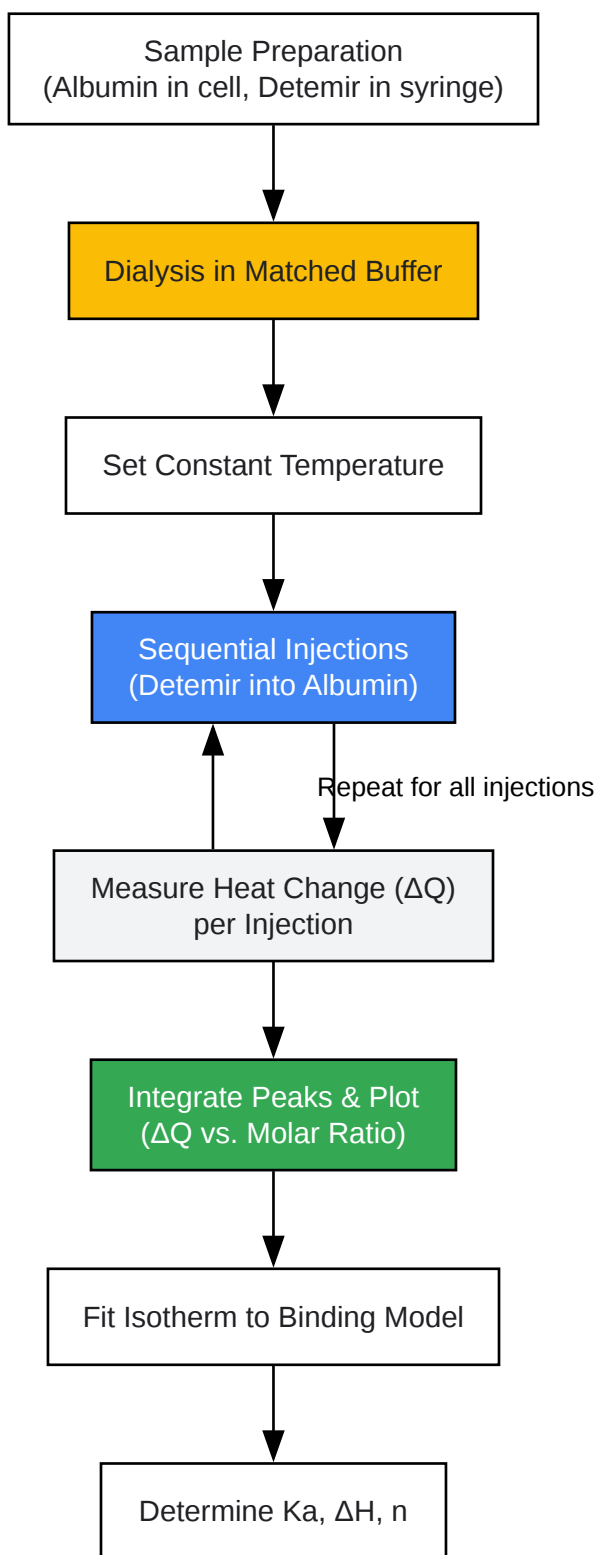 Sample Preparation
(Albumin in cell, Detemir in syringe)
Dialysis in Matched Buffer
Set Constant Temperature
Sequential Injections
(Detemir into Albumin)
Repeat for all injections
Measure Heat Change (ΔQ)
per Injection
Integrate Peaks & Plot
(ΔQ vs. Molar Ratio)
Fit Isotherm to Binding Model
Determine Ka, ΔH, n